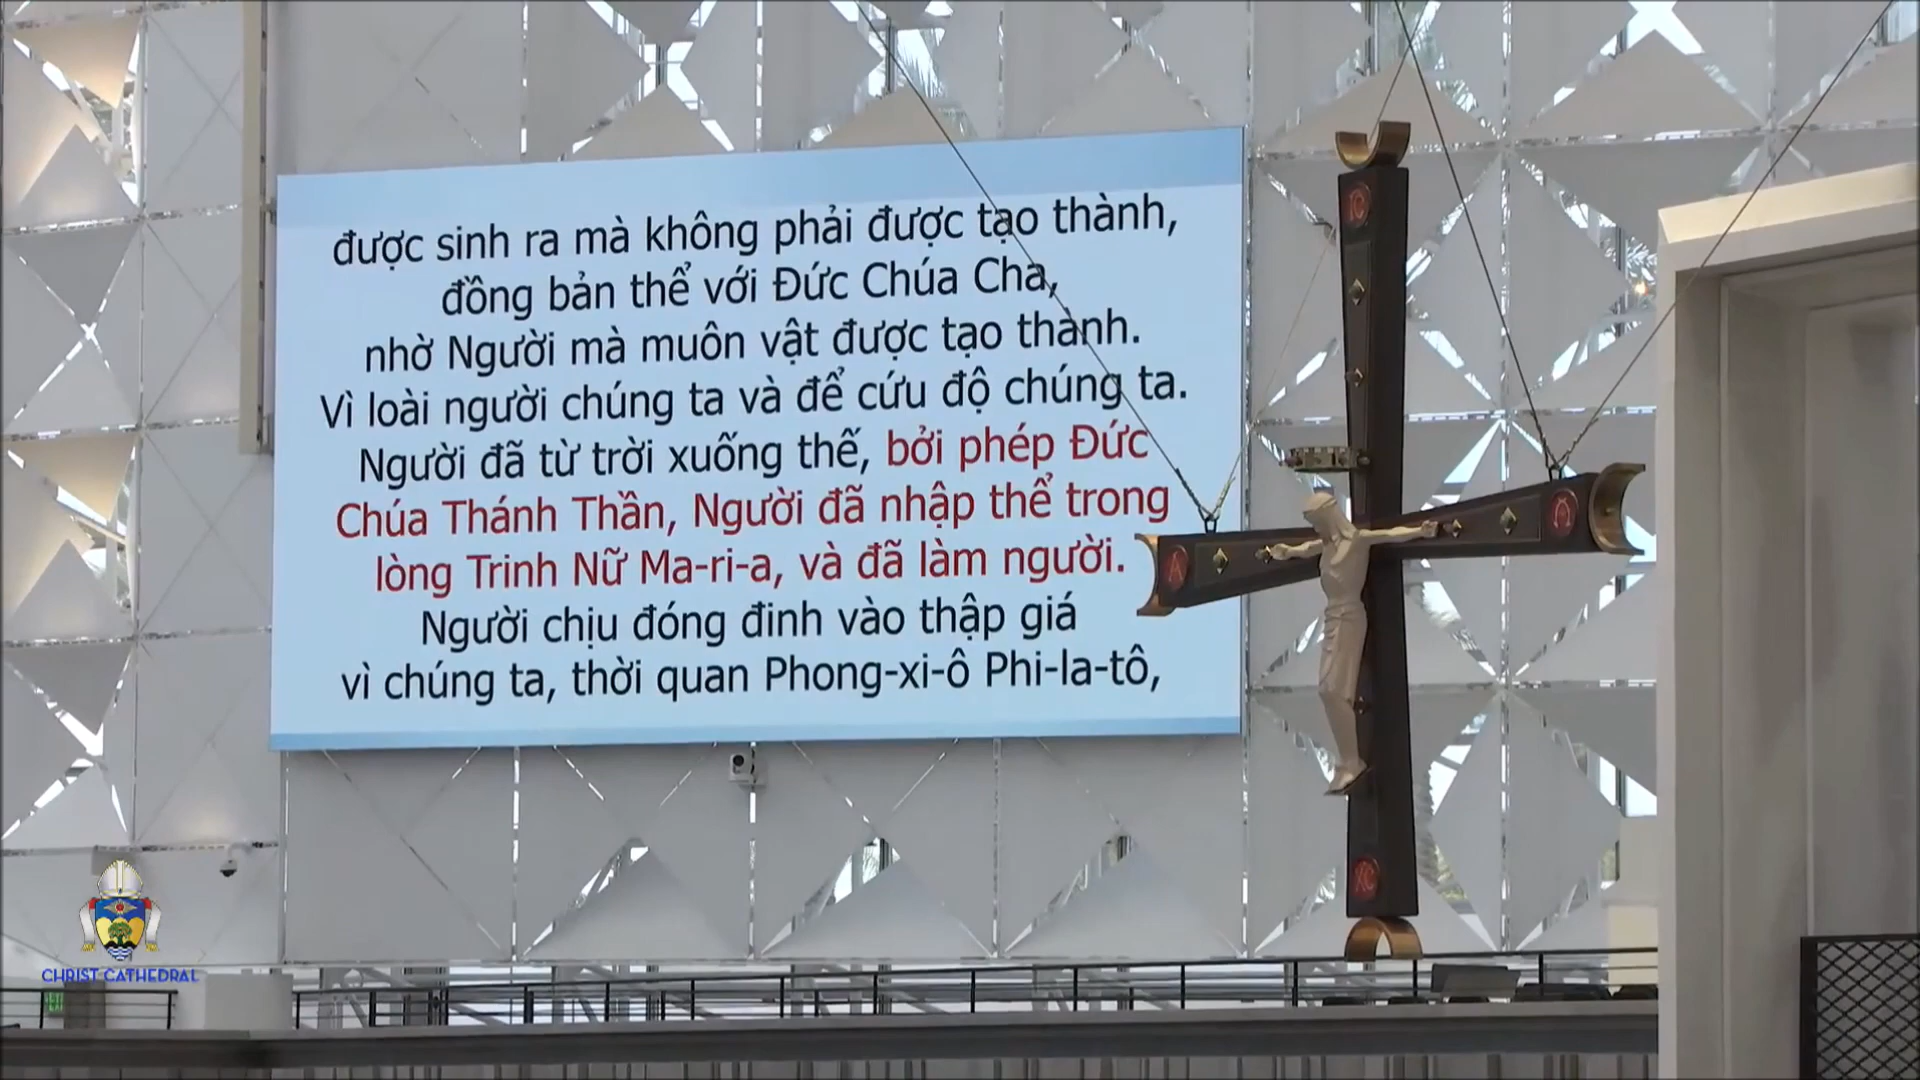 được sinh ra mà không phải được tạo thành,
đồng bản thể với Đức Chúa Cha,
nhờ Người mà muôn vật được tạo thành.
Vì loài người chúng ta và để cứu độ chúng ta.
Người đã từ trời xuống thế, bởi phép Đức
Chúa Thánh Thần, Người đã nhập thể trong
lòng Trinh Nữ Ma-ri-a, và đã làm người.
Người chịu đóng đinh vào thập giá
vì chúng ta, thời quan Phong-xi-ô Phi-la-tô,
IC
XC
CHRIST CATHEDRAL